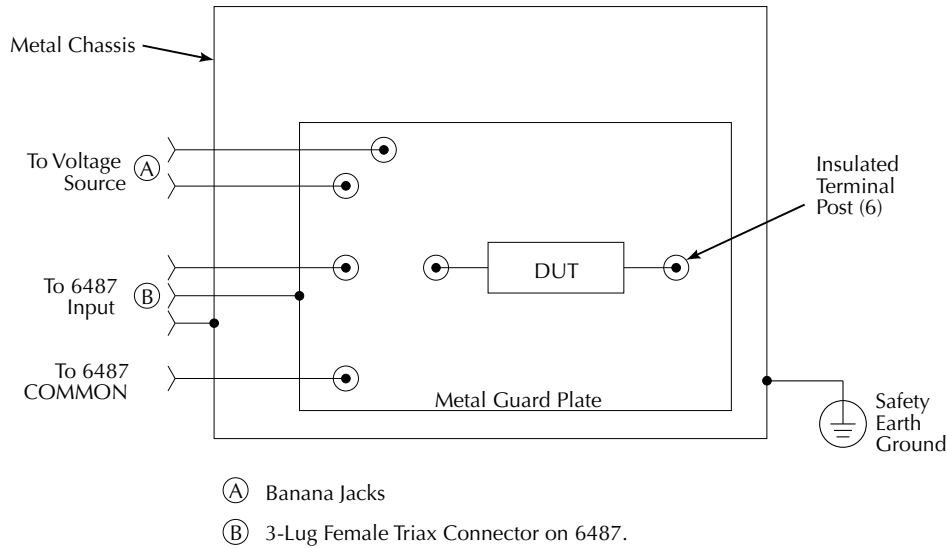 Metal Chassis
To Voltage
Source
A
Insulated
Terminal
Post (6)
DUT
To 6487
Input
B
To 6487
COMMON
Metal Guard Plate
Safety
Earth
Ground
A Banana Jacks
B 3-Lug Female Triax Connector on 6487.